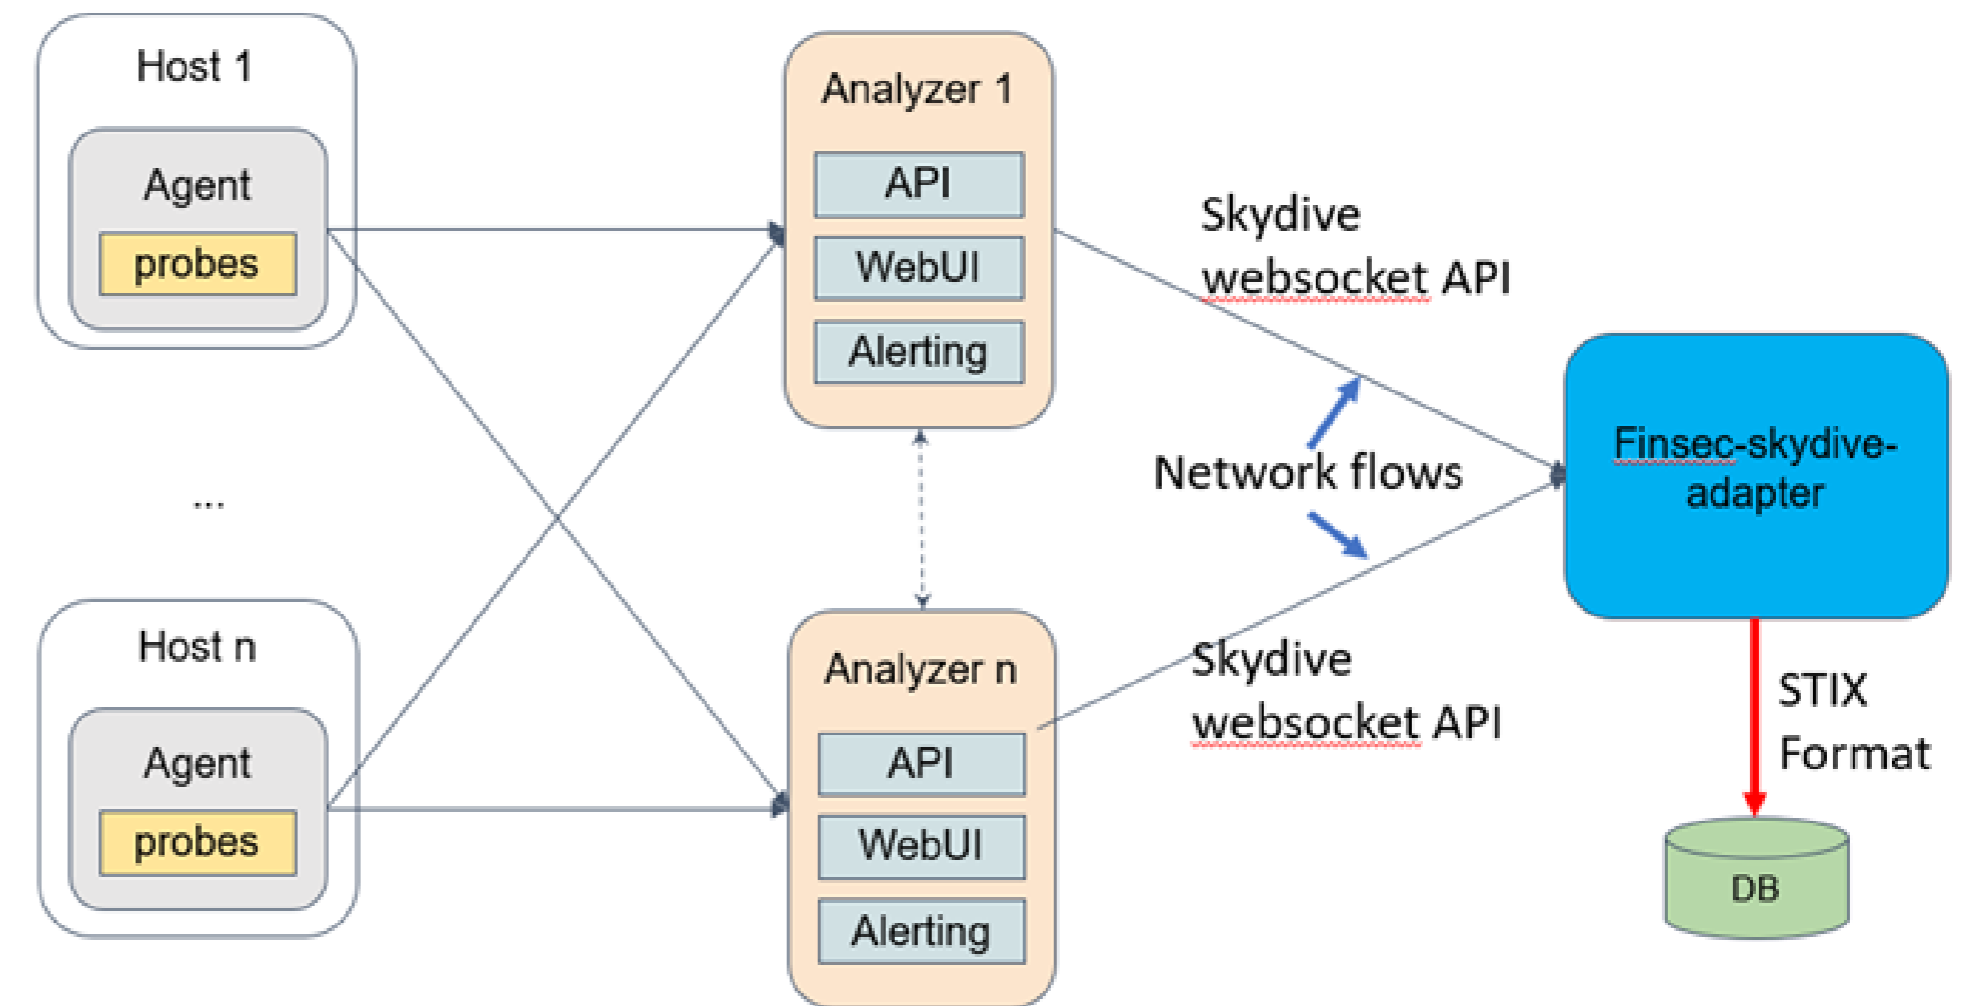 Host 1
Agent
probes
...
Host n
Agent
probes
Analyzer 1
API
WebUI
Alerting
Analyzer n
API
WebUI
Alerting
Skydive
websocket API
Network flows
Skydive
websocket API
Finsec-skydive-
adapter
STIX
Format
DB